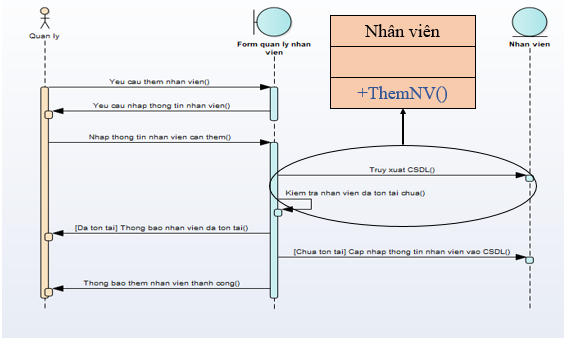 Quan ly
Form quan ly nhan
vien
Nhân viên
+ThemNV()
Nhan vien
Yeu cau them nhan vien()
Yeu cau nhap thong tin nhan vien()
Nhap thong tin nhan vien can them()
Truy xuat CSDL()
Kiem tra nhan vien da ton tai chua()
[Da ton tai] Thong bao nhan vien da ton tai()
[Chua ton tai] Cap nhap thong tin nhan vien vao CSDL()
Thong bao them nhan vien thanh cong()